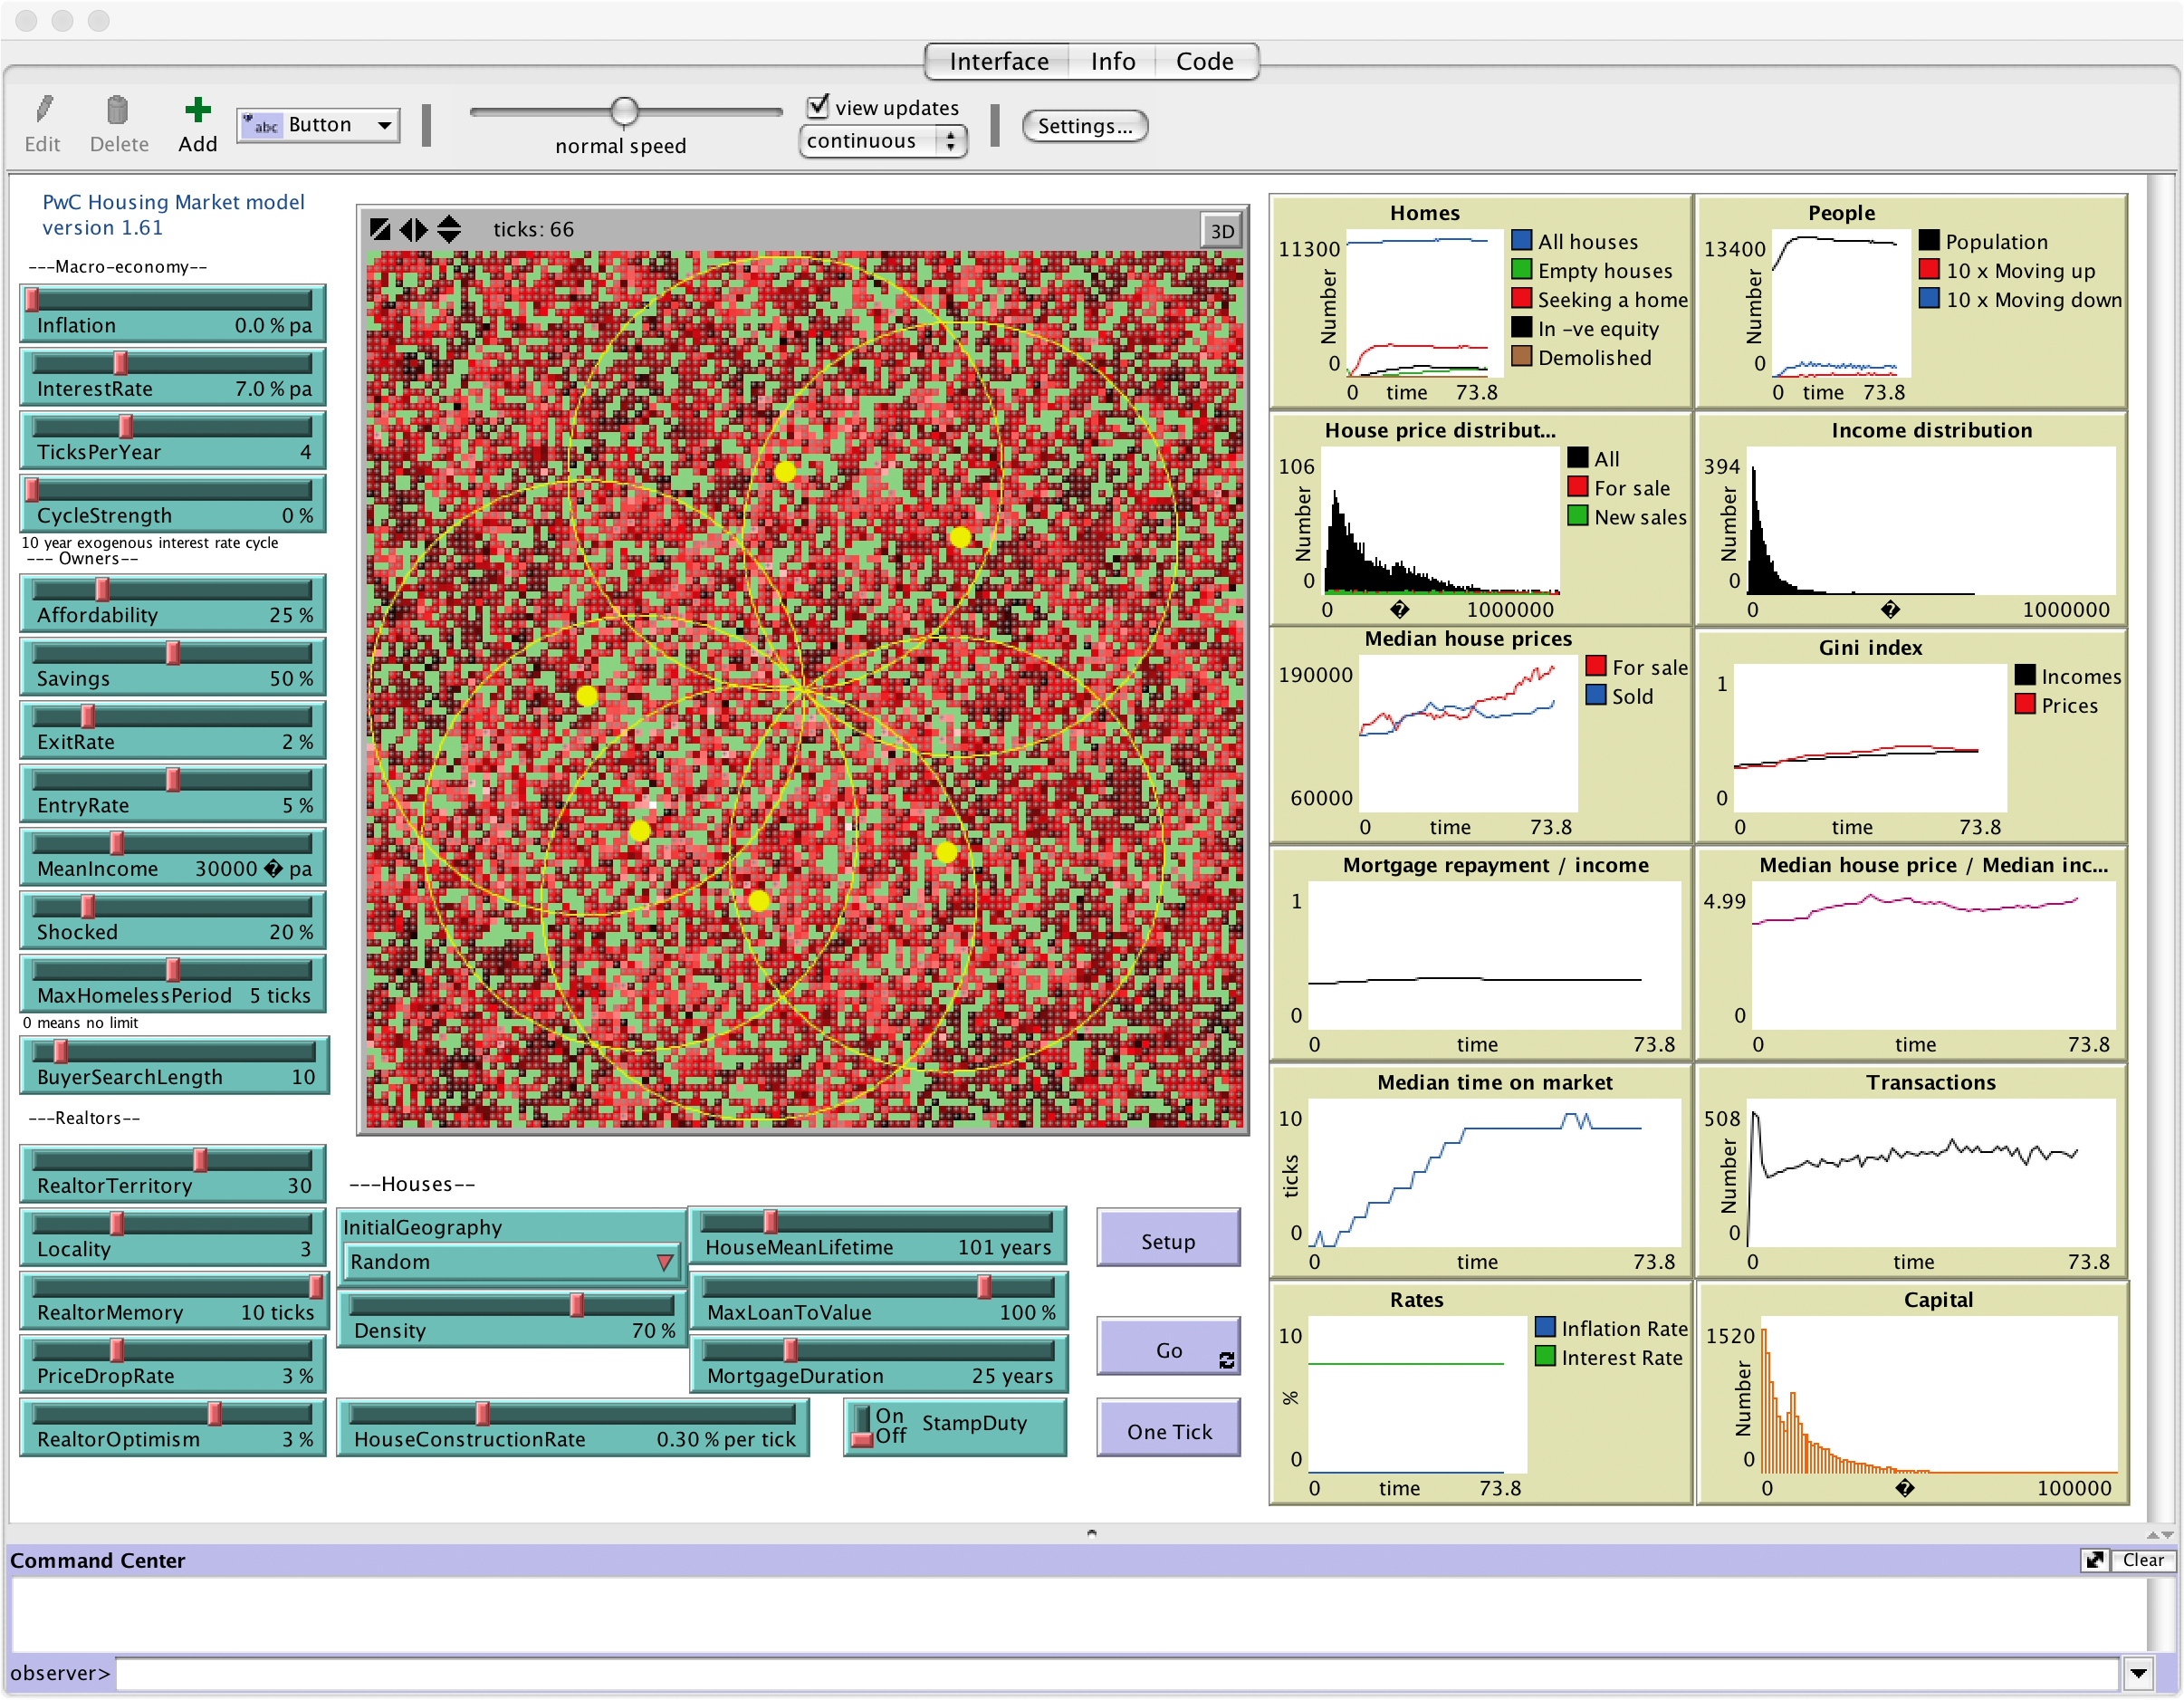 Interface Info Code
Edit Delete Add abc Button
normal speed
view updates
continuous
Settings...
PwC Housing Market model
version 1.61
---Macro-economy--
Inflation 0.0 % pa
InterestRate 7.0 % pa
TicksPerYear 4
CycleStrength 0 %
10 year exogenous interest rate cycle
--- Owners--
Affordability 25 %
Savings 50 %
ExitRate 2 %
EntryRate 5 %
MeanIncome 30000 � pa
Shocked 20 %
MaxHomelessPeriod 5 ticks
0 means no limit
BuyerSearchLength 10
---Realtors--
RealtorTerritory 30
Locality 3
RealtorMemory 10 ticks
PriceDropRate 3 %
RealtorOptimism 3 %
ticks: 66
3D
---Houses--
InitialGeography
Random
Density 70 %
HouseMeanLifetime 101 years
MaxLoanToValue 100 %
MortgageDuration 25 years
HouseConstructionRate 0.30 % per tick
On
Off
StampDuty
Setup
Go
One Tick
Homes
11300
Number
0
0 time 73.8
All houses
Empty houses
Seeking a home
In -ve equity
Demolished
People
13400
Number
0
0 time 73.8
Population
10 x Moving up
10 x Moving down
House price distribut...
106
Number
0
0 � 1000000
All
For sale
New sales
Income distribution
394
Number
0
0 � 1000000
Median house prices
190000
60000
0 time 73.8
For sale
Sold
Gini index
1
0
0 time 73.8
Incomes
Prices
Mortgage repayment / income
1
0
0 time 73.8
Median house price / Median inc...
4.99
0
0 time 73.8
Median time on market
10
ticks
0
0 time 73.8
Transactions
508
Number
0
0 time 73.8
Rates
10
%
0
0 time 73.8
Inflation Rate
Interest Rate
Capital
1520
Number
0
0 � 100000
Command Center
Clear
observer>